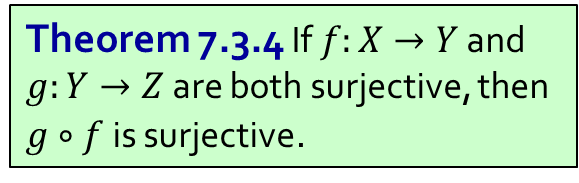 Theorem 7.3.4 If f: X → Y and
g: Y → Z are both surjective, then
g ∘ f is surjective.